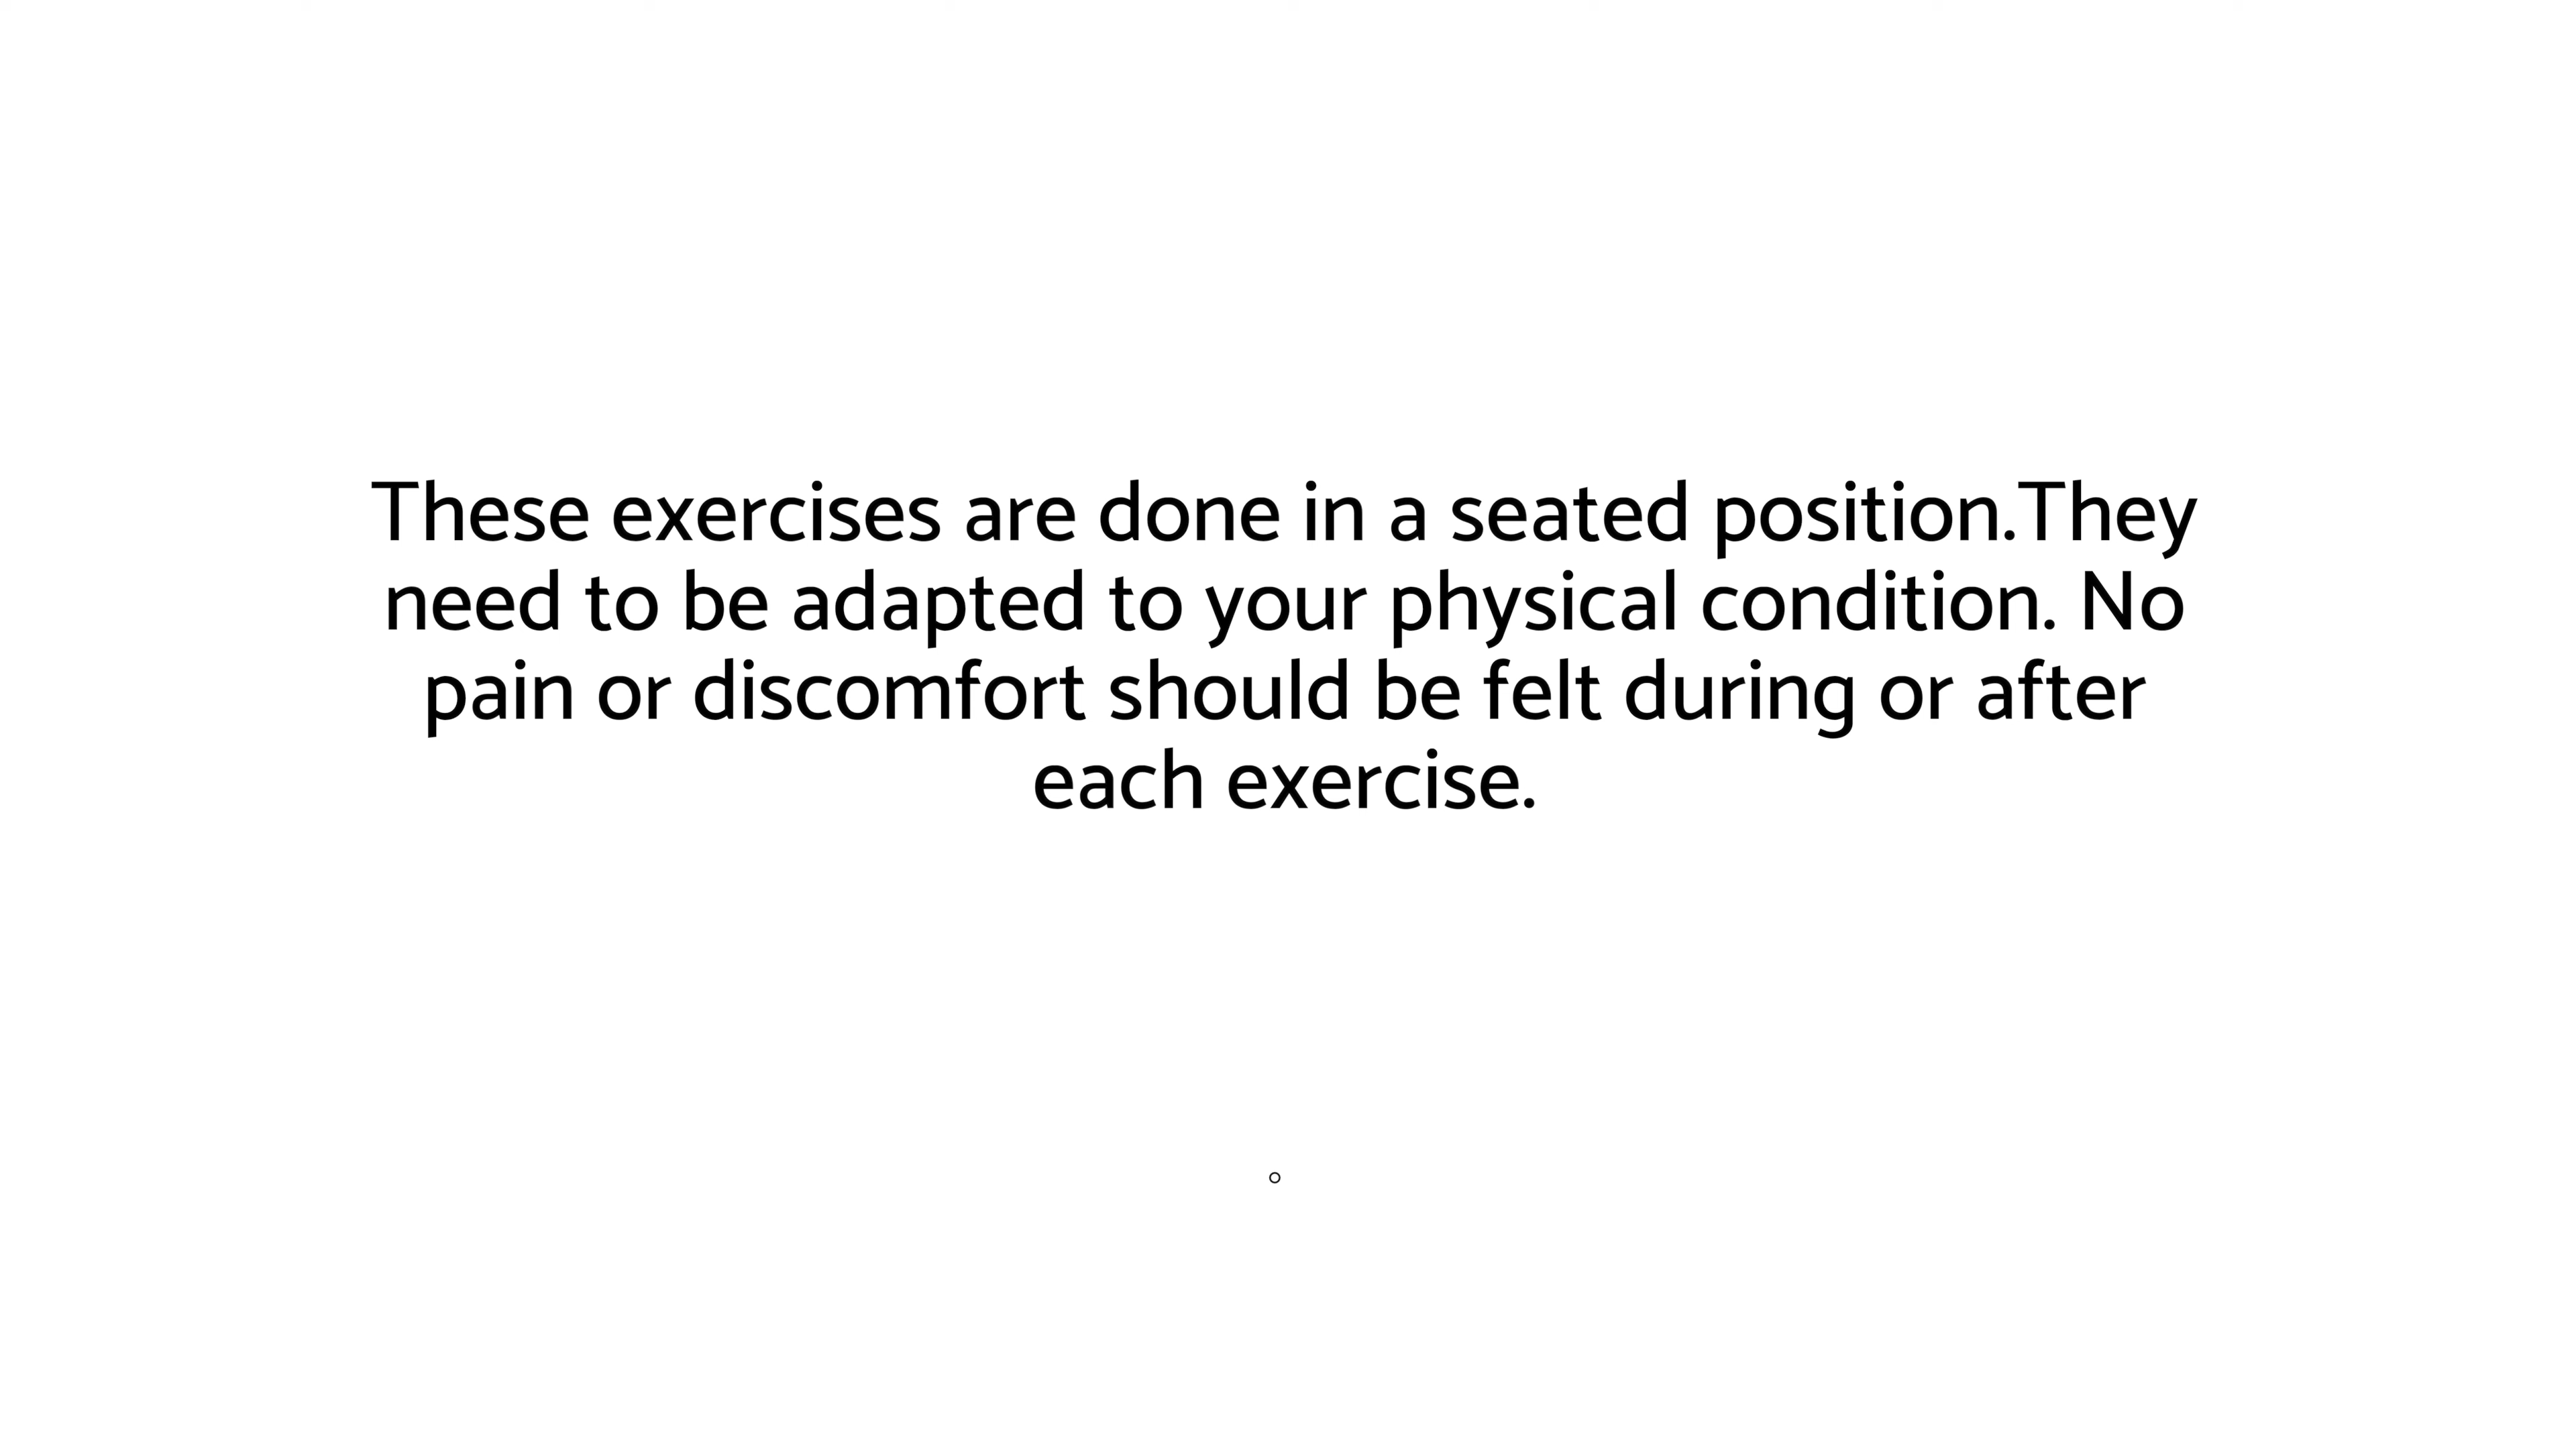 These exercises are done in a seated position.They
need to be adapted to your physical condition. No
pain or discomfort should be felt during or after
each exercise.